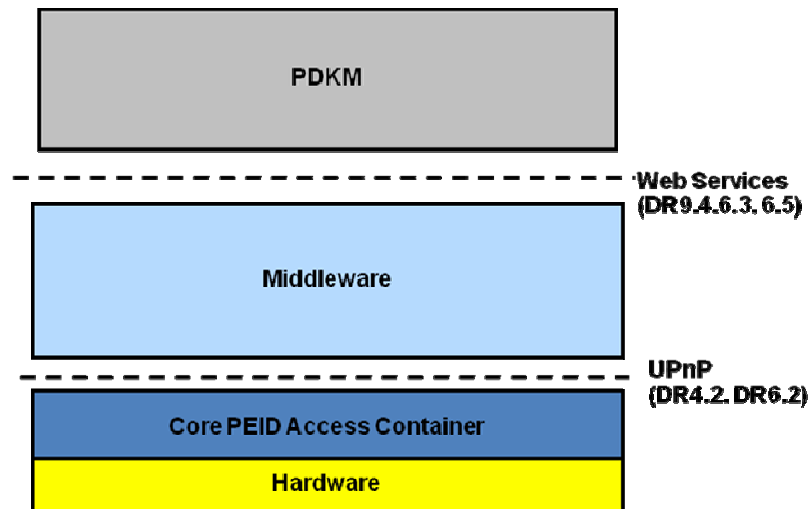 PDKM
Web Services
(DR9.4.6.3. 6.5)
Middleware
UPnP
(DR4.2. DR6.2)
Core PEID Access Container
Hardware